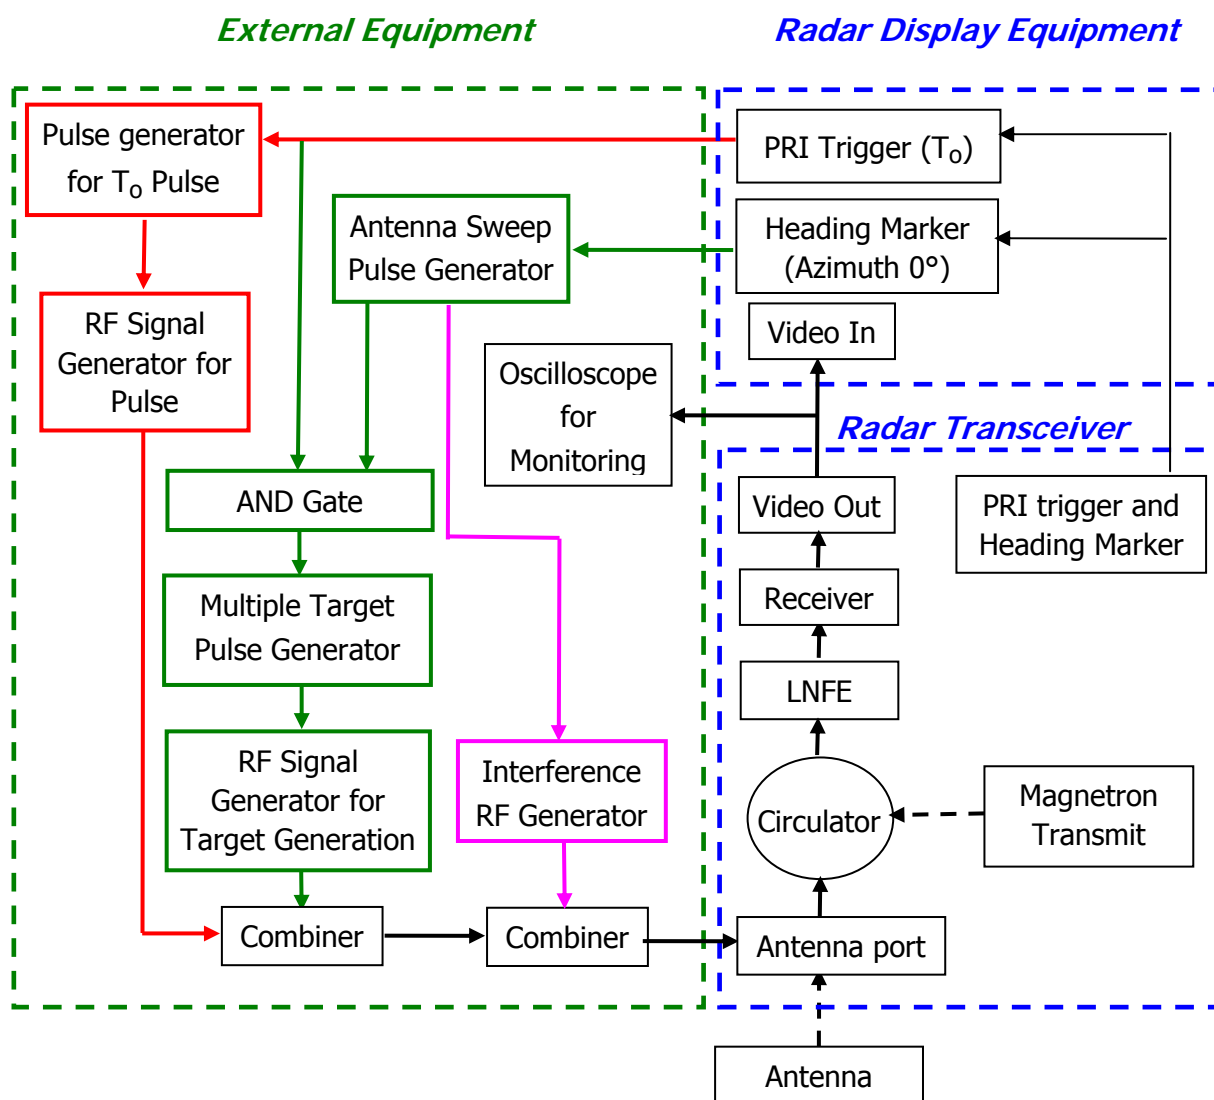 External Equipment
Radar Display Equipment
Pulse generator
for To Pulse
PRI Trigger (To)
Antenna Sweep
Pulse Generator
Heading Marker
(Azimuth 0°)
RF Signal
Generator for
Pulse
Video In
Oscilloscope
for
Monitoring
Radar Transceiver
AND Gate
Video Out
PRI trigger and
Heading Marker
Multiple Target
Pulse Generator
Receiver
LNFE
RF Signal
Generator for
Target Generation
Interference
RF Generator
Circulator
Magnetron
Transmit
Combiner
Combiner
Antenna port
Antenna